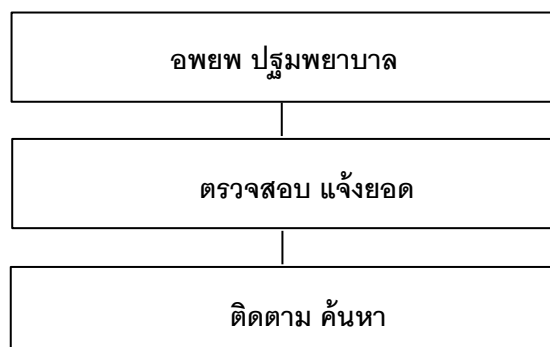 อพยพ ปฐมพยาบาล
ตรวจสอบ แจ้งยอด
ติดตาม ค้นหา